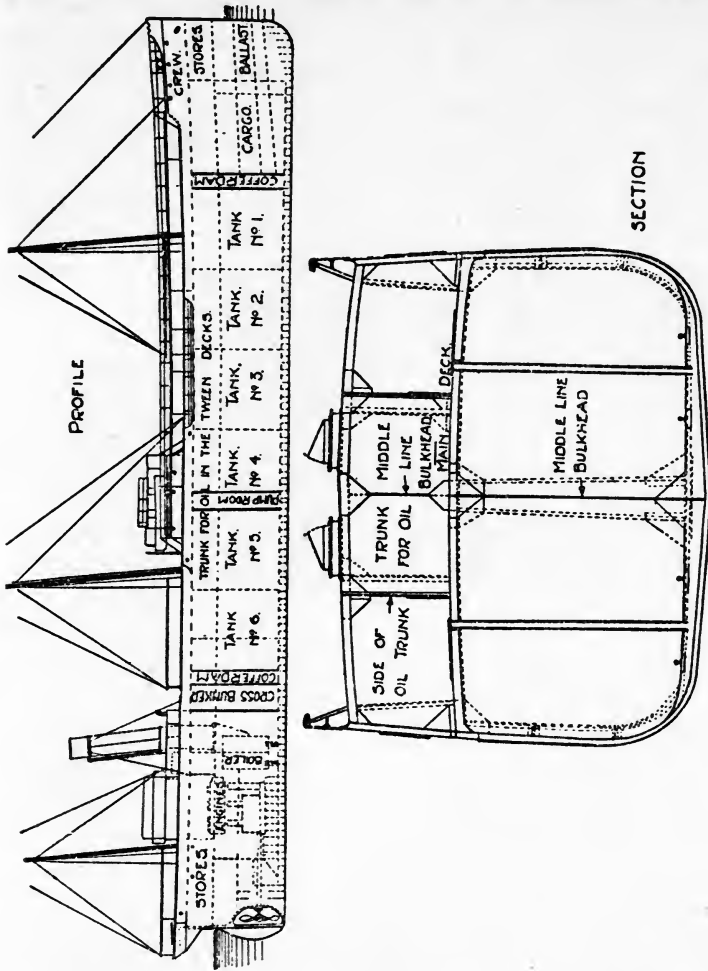 PROFILE
STORES
ENGINES
BOILER
CROSS BUNKER
COFFERDAM
TRUNK FOR OIL IN THE TWEEN DECKS.
TANK
Nº 6.
TANK.
Nº 5.
PUMP ROOM
TANK.
Nº 4.
TANK.
Nº 3.
TANK.
Nº 2.
TANK
Nº 1.
COFFERDAM
CARGO.
CREW.
STORES
BALLAST
SIDE OF
OIL TRUNK
TRUNK
FOR OIL
MIDDLE
LINE
BULKHEAD
MAIN DECK.
MIDDLE LINE
BULKHEAD
SECTION